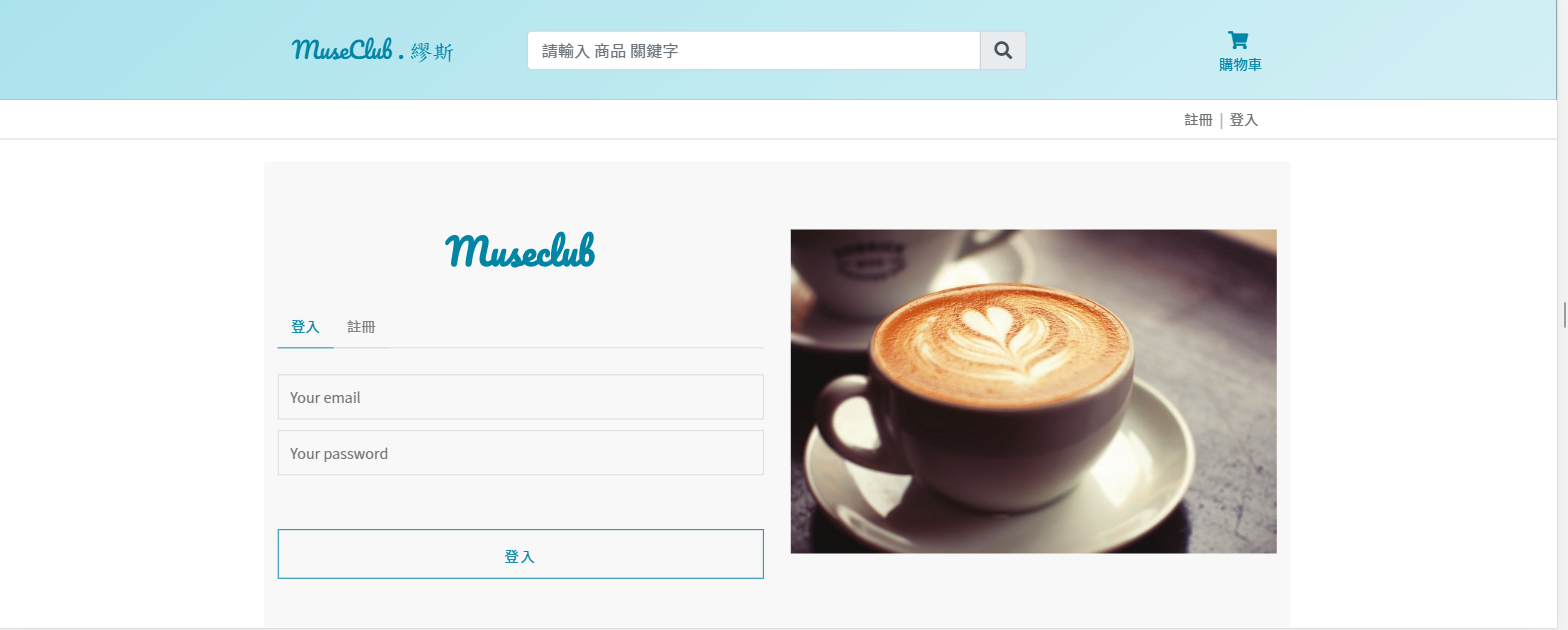 MuseClub . 繆斯
請輸入 商品 關鍵字
購物車
註冊 | 登入
Museclub
登入 註冊
Your email
Your password
登入